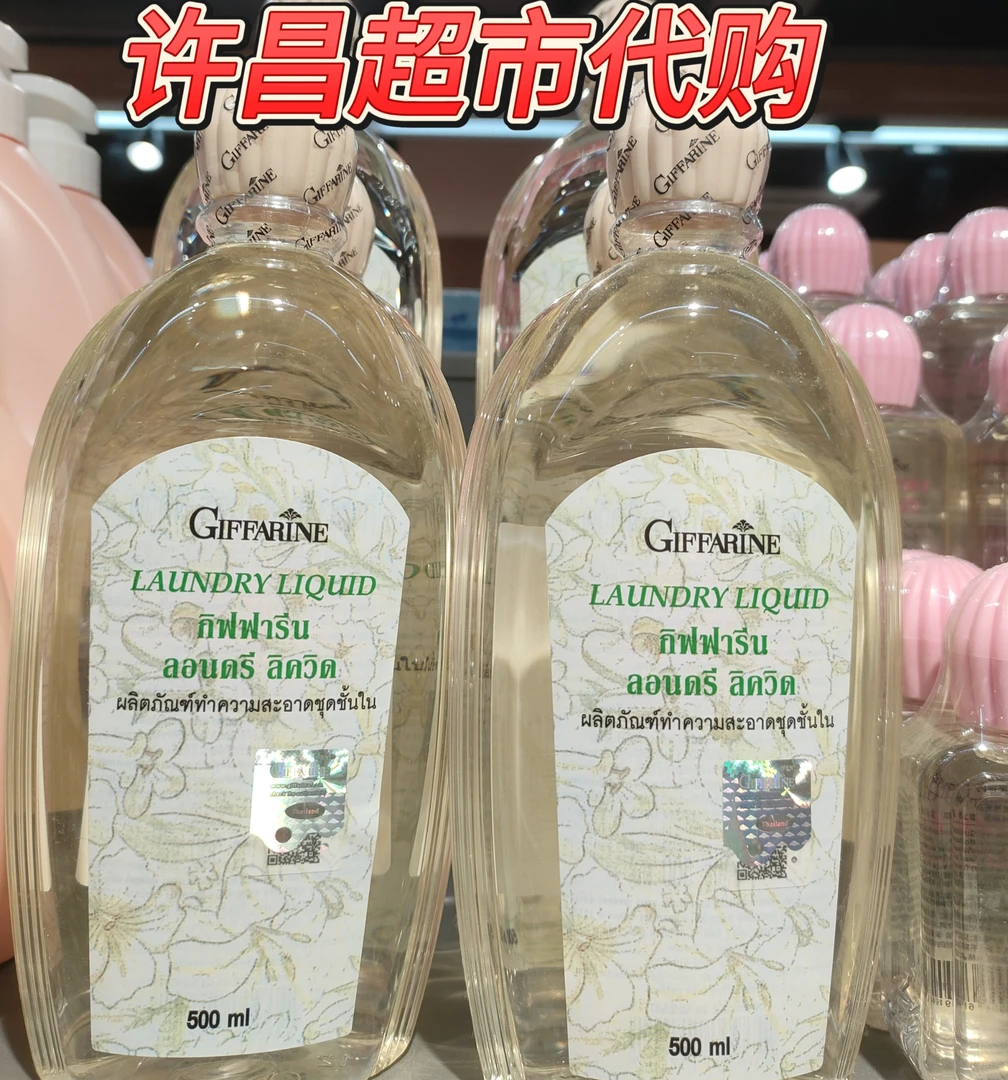 许昌超市代购
GIFFARINE
LAUNDRY LIQUID
กิฟฟารีน
ลอนดรี ลิควิด
ผลิตภัณฑ์ทำความสะอาดชุดชั้นใน
Thailand
500 ml
GIFFARINE
LAUNDRY LIQUID
กิฟฟารีน
ลอนดรี ลิควิด
ผลิตภัณฑ์ทำความสะอาดชุดชั้นใน
GIFFARINE
Thailand
500 ml